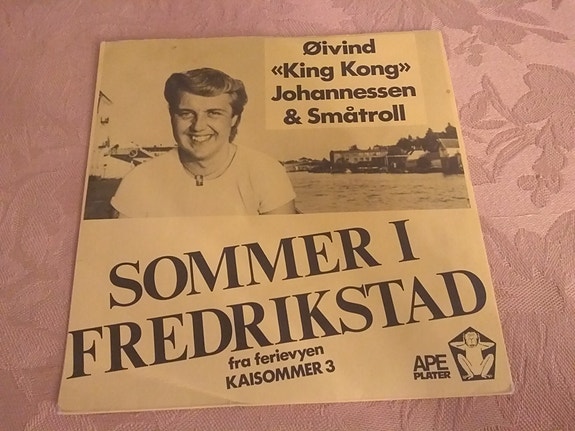 Øivind
«King Kong»
Johannessen
& Småtroll
SOMMER I
FREDRIKSTAD
fra ferievyen
KAISOMMER 3
APE
PLATER